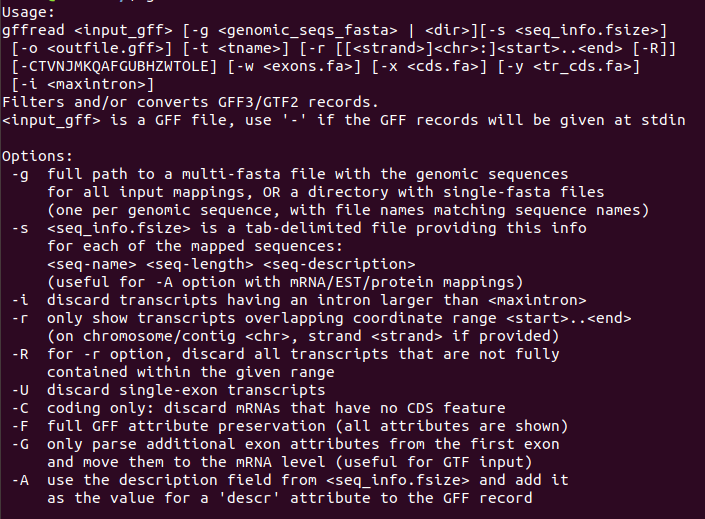 Usage:
gffread <input_gff> [-g <genomic_seqs_fasta> | <dir>][-s <seq_info.fsize>]
 [-o <outfile.gff>] [-t <tname>] [-r [[<strand>]<chr>:]<start>..<end> [-R]]
 [-CTVNJMKQAFGUBHZWTOLE] [-w <exons.fa>] [-x <cds.fa>] [-y <tr_cds.fa>]
 [-i <maxintron>]
Filters and/or converts GFF3/GTF2 records.
<input_gff> is a GFF file, use '-' if the GFF records will be given at stdin

Options:
 -g  full path to a multi-fasta file with the genomic sequences
     for all input mappings, OR a directory with single-fasta files
     (one per genomic sequence, with file names matching sequence names)
 -s  <seq_info.fsize> is a tab-delimited file providing this info
     for each of the mapped sequences:
     <seq-name> <seq-length> <seq-description>
     (useful for -A option with mRNA/EST/protein mappings)
 -i  discard transcripts having an intron larger than <maxintron>
 -r  only show transcripts overlapping coordinate range <start>..<end>
     (on chromosome/contig <chr>, strand <strand> if provided)
 -R  for -r option, discard all transcripts that are not fully
     contained within the given range
 -U  discard single-exon transcripts
 -C  coding only: discard mRNAs that have no CDS feature
 -F  full GFF attribute preservation (all attributes are shown)
 -G  only parse additional exon attributes from the first exon
     and move them to the mRNA level (useful for GTF input)
 -A  use the description field from <seq_info.fsize> and add it
     as the value for a 'descr' attribute to the GFF record